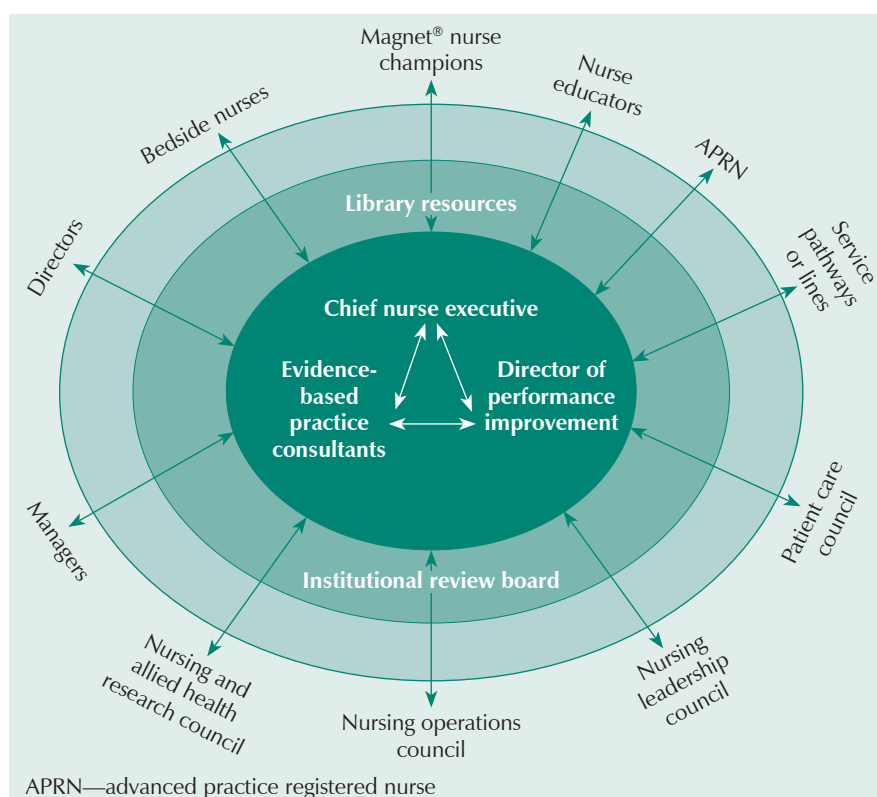 Magnet® nurse
champions
Nurse
educators
Bedside nurses
APRN
Library resources
Service
pathways
or lines
Directors
Chief nurse executive
Evidence-
based
practice
consultants
Director of
performance
improvement
Managers
Patient care
council
Institutional review board
Nursing and
allied health
research council
Nursing
leadership
council
Nursing operations
council
APRN—advanced practice registered nurse